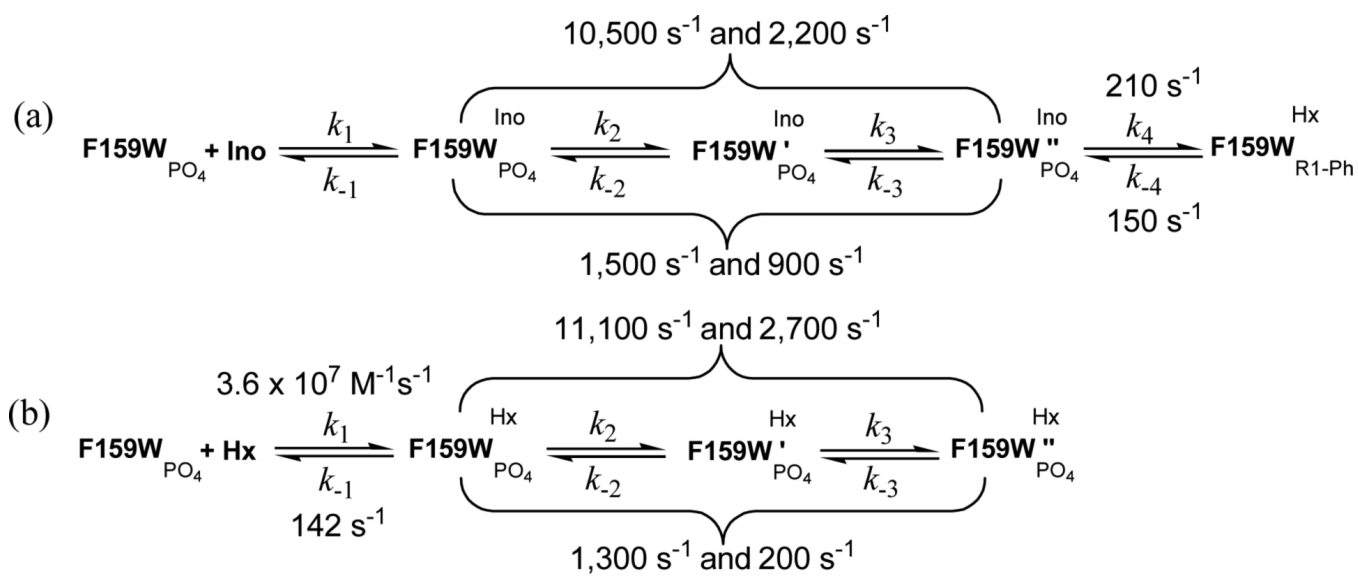 10,500 s⁻¹ and 2,200 s⁻¹
(a) F159W PO₄ + Ino k₁ k₋₁ F159W Ino PO₄ k₂ k₋₂ F159W' Ino PO₄ k₃ k₋₃ F159W'' Ino PO₄ 210 s⁻¹ k₄ k₋₄ 150 s⁻¹ F159W Hx R1-Ph
1,500 s⁻¹ and 900 s⁻¹
11,100 s⁻¹ and 2,700 s⁻¹
(b) F159W PO₄ + Hx 3.6 x 10⁷ M⁻¹s⁻¹ k₁ k₋₁ 142 s⁻¹ F159W Hx PO₄ k₂ k₋₂ F159W' Hx PO₄ k₃ k₋₃ F159W'' Hx PO₄
1,300 s⁻¹ and 200 s⁻¹